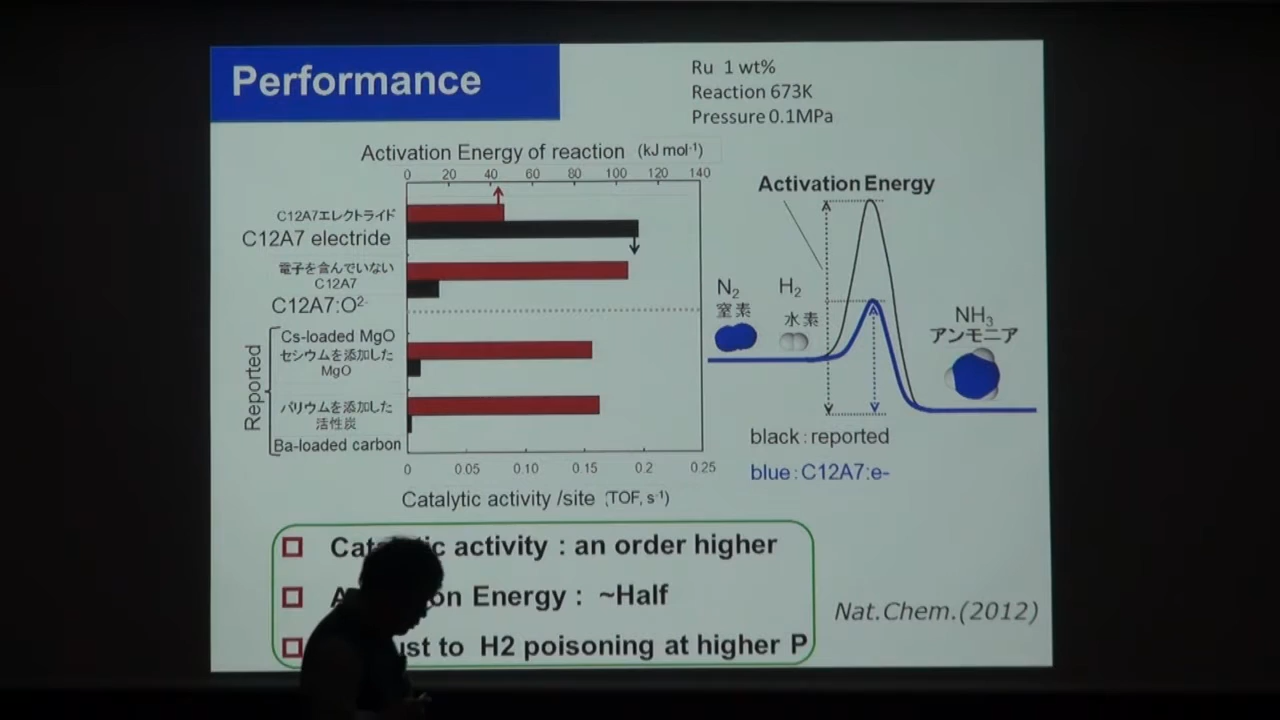 Performance
Ru 1 wt%
Reaction 673K
Pressure 0.1MPa
Activation Energy of reaction (kJ mol-1)
0 20 40 60 80 100 120 140
C12A7エレクトライド
C12A7 electride
電子を含んでいない
C12A7
C12A7:O2-
Reported
Cs-loaded MgO
セシウムを添加した
MgO
バリウムを添加した
活性炭
Ba-loaded carbon
0 0.05 0.10 0.15 0.2 0.25
Catalytic activity /site (TOF, s-1)
Activation Energy
N2
窒素
H2
水素
NH3
アンモニア
black : reported
blue : C12A7:e-
activity : an order higher
Energy : ~Half
to H2 poisoning at higher P
Nat.Chem.(2012)